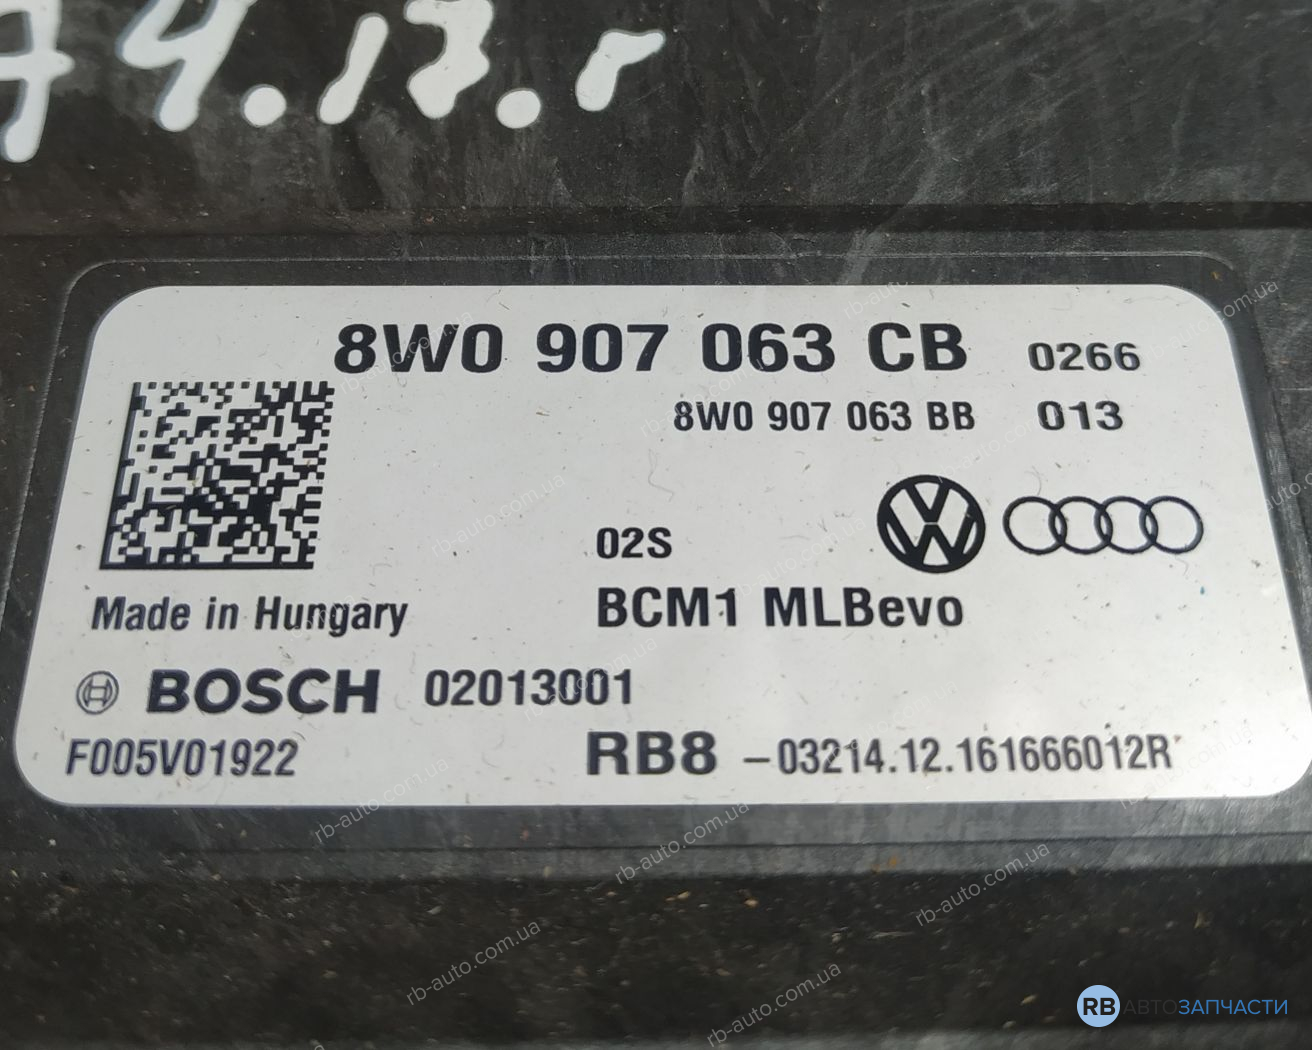 A4.17.r
8W0 907 063 CB 0266
8W0 907 063 BB 013
02S
Made in Hungary
BCM1 MLBevo
BOSCH 02013001
F005V01922
RB8 -03214.12.161666012R
rb-auto.com.ua
RB АВТОЗАПЧАСТИ